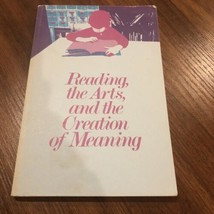 Reading,
the Arts,
and the
Creation
of Meaning